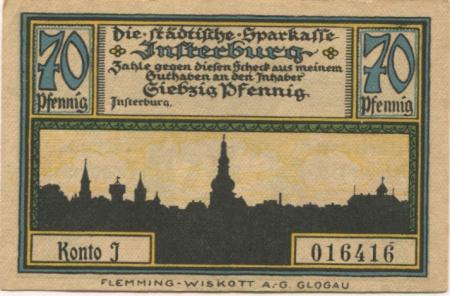 Die städtische Sparkasse
Insterburg
70
Pfennig
Zahle gegen diesen Scheck aus meinem
Guthaben an den Inhaber
Siebzig Pfennig.
Insterburg.
70
Pfennig
Konto J
016416
FLEMMING-WISKOTT A.-G. GLOGAU